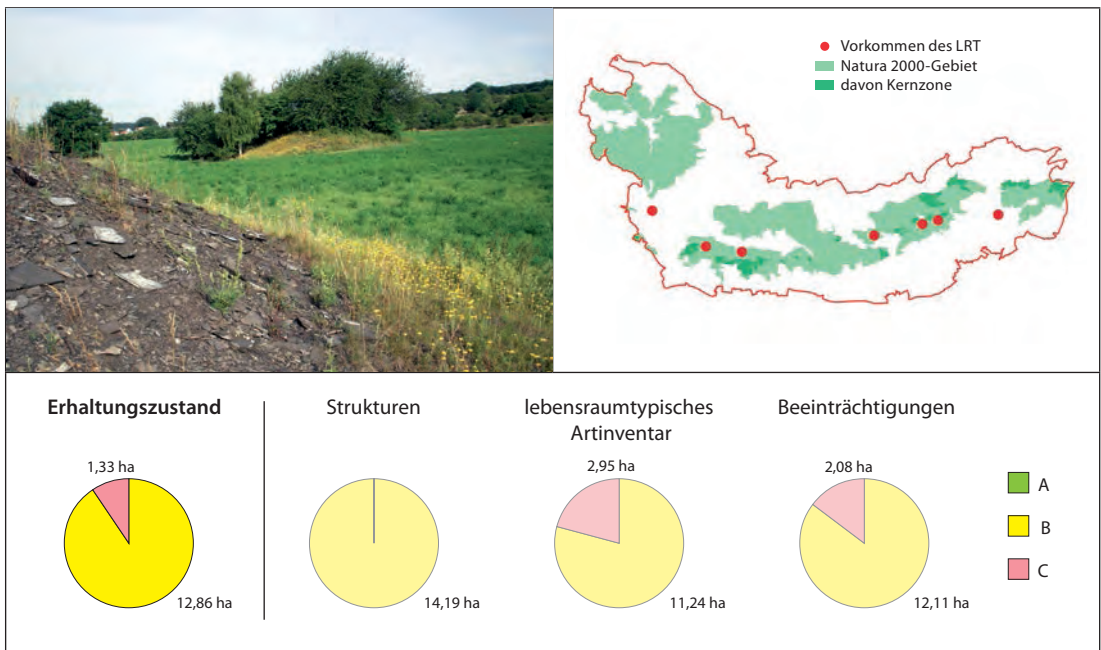 Vorkommen des LRT
Natura 2000-Gebiet
davon Kernzone
Erhaltungszustand
Strukturen
lebensraumtypisches
Artinventar
Beeinträchtigungen
1,33 ha
12,86 ha
14,19 ha
2,95 ha
11,24 ha
2,08 ha
12,11 ha
A
B
C